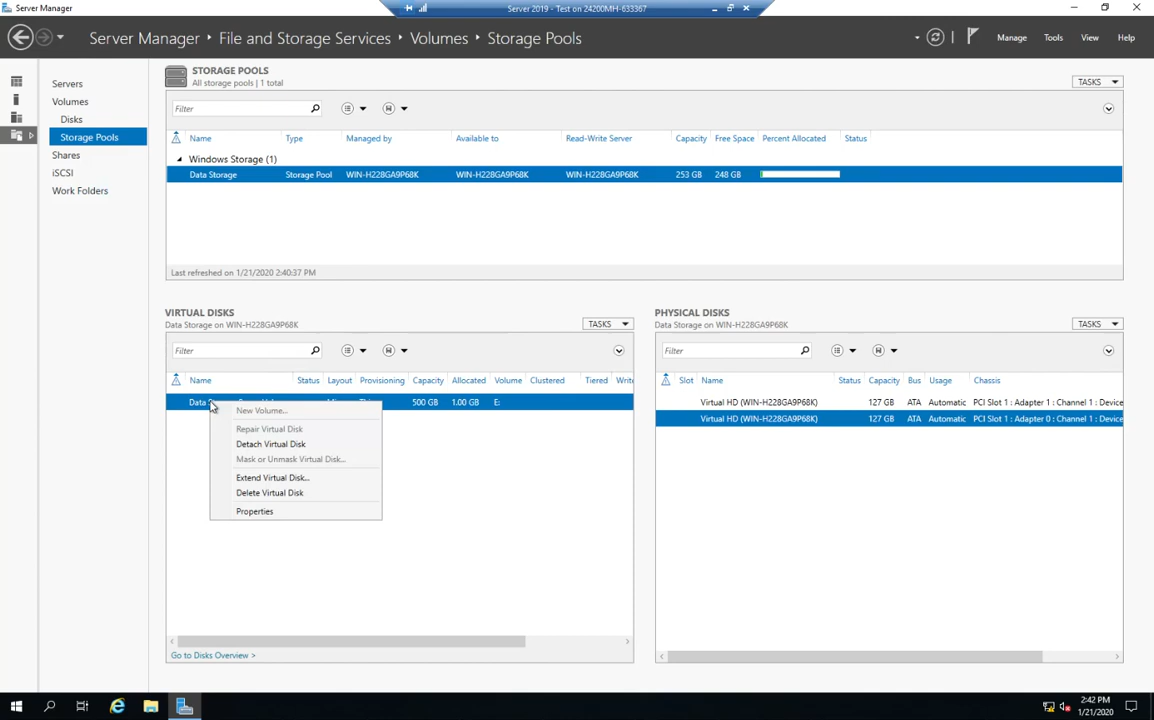 Server Manager
Server 2019 - Test on 24200MH-633367
Server Manager • File and Storage Services • Volumes • Storage Pools
Manage Tools View Help
Servers
Volumes
Disks
Storage Pools
Shares
iSCSI
Work Folders
STORAGE POOLS
All storage pools | 1 total
TASKS
Filter
Name Type Managed by Available to Read-Write Server Capacity Free Space Percent Allocated Status
Windows Storage (1)
Data Storage Storage Pool WIN-H228GA9P68K WIN-H228GA9P68K WIN-H228GA9P68K 253 GB 248 GB
Last refreshed on 1/21/2020 2:40:37 PM
VIRTUAL DISKS
Data Storage on WIN-H228GA9P68K
TASKS
Filter
Name Status Layout Provisioning Capacity Allocated Volume Clustered Tiered Write
Data 500 GB 1.00 GB E:
New Volume...
Repair Virtual Disk
Detach Virtual Disk
Mask or Unmask Virtual Disk...
Extend Virtual Disk...
Delete Virtual Disk
Properties
Go to Disks Overview >
PHYSICAL DISKS
Data Storage on WIN-H228GA9P68K
TASKS
Filter
Slot Name Status Capacity Bus Usage Chassis
Virtual HD (WIN-H228GA9P68K) 127 GB ATA Automatic PCI Slot 1 : Adapter 1 : Channel 1 : Device
Virtual HD (WIN-H228GA9P68K) 127 GB ATA Automatic PCI Slot 1 : Adapter 0 : Channel 1 : Device
2:42 PM
1/21/2020